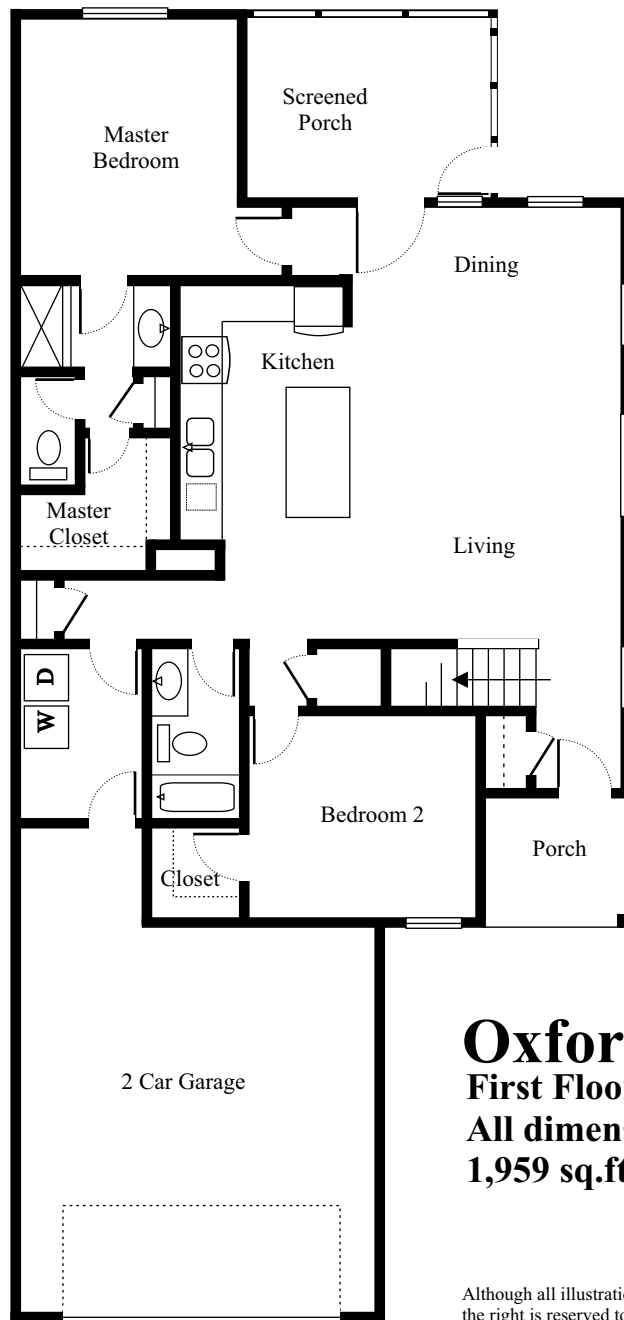 Screened
Porch
Master
Bedroom
Dining
Kitchen
Master
Closet
Living
D
W
Bedroom 2
Porch
Closet
2 Car Garage
Oxfor
First Floo
All dimen
1,959 sq.ft
Although all illustratio
the right is reserved to